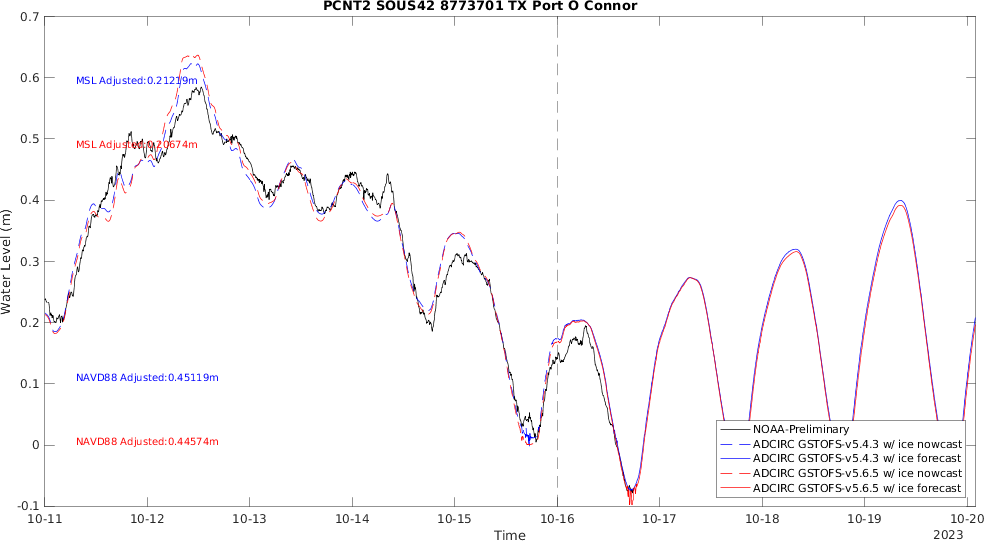 PCNT2 SOUS42 8773701 TX Port O Connor
0.7
0.6
0.5
0.4
0.3
0.2
0.1
0
-0.1
Water Level (m)
MSL Adjusted:0.21219m
MSL Adjusted:0.20674m
NAVD88 Adjusted:0.45119m
NAVD88 Adjusted:0.44574m
NOAA-Preliminary
ADCIRC GSTOFS-v5.4.3 w/ ice nowcast
ADCIRC GSTOFS-v5.4.3 w/ ice forecast
ADCIRC GSTOFS-v5.6.5 w/ ice nowcast
ADCIRC GSTOFS-v5.6.5 w/ ice forecast
10-11 10-12 10-13 10-14 10-15 10-16 10-17 10-18 10-19 10-20
Time
2023